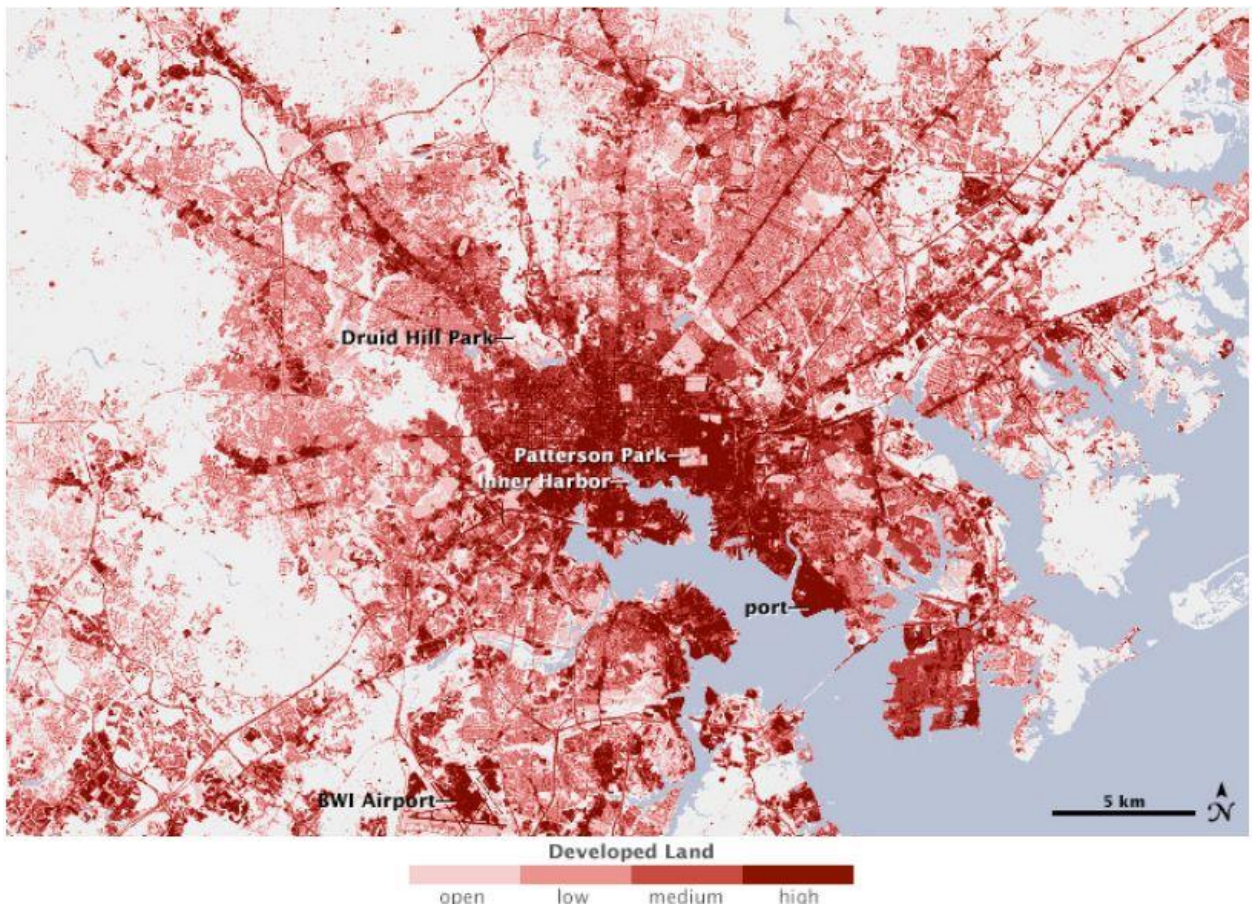 Druid Hill Park
Patterson Park
Inner Harbor
port
BWI Airport
5 km
N
Developed Land
open low medium high